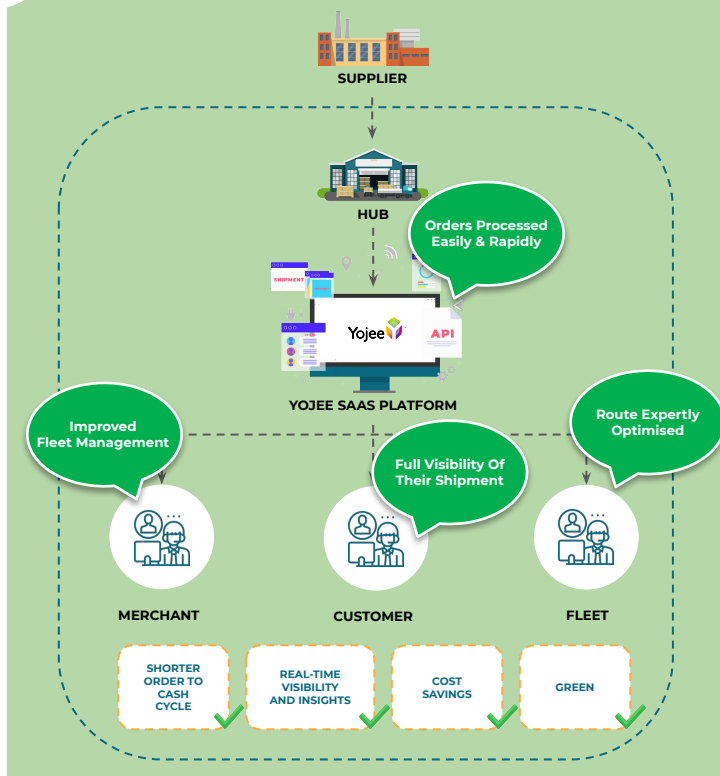 SUPPLIER
HUB
Orders Processed
Easily & Rapidly
SHIPMENT
Yojee
API
YOJEE SAAS PLATFORM
Improved
Fleet Management
Route Expertly
Optimised
Full Visibility Of
Their Shipment
MERCHANT
CUSTOMER
FLEET
SHORTER
ORDER TO
CASH
CYCLE
REAL-TIME
VISIBILITY
AND INSIGHTS
COST
SAVINGS
GREEN